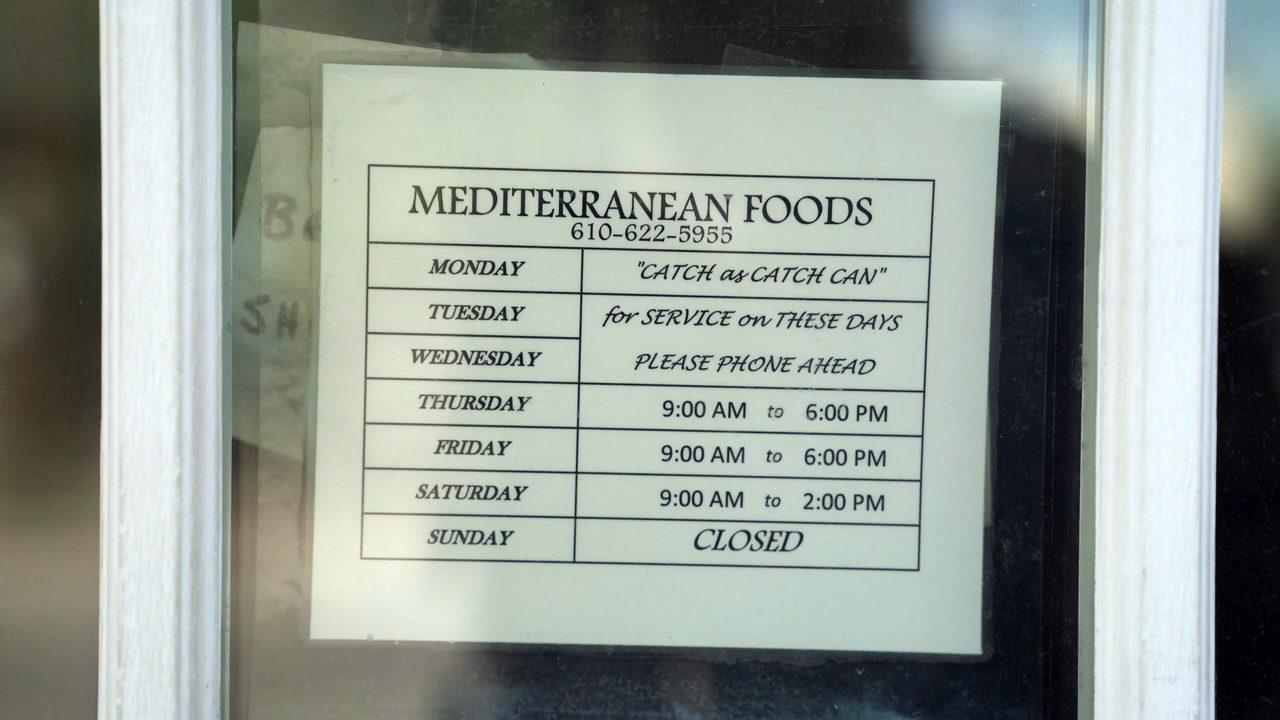 MEDITERRANEAN FOODS
610-622-5955
MONDAY "CATCH as CATCH CAN"
TUESDAY for SERVICE on THESE DAYS
WEDNESDAY PLEASE PHONE AHEAD
THURSDAY 9:00 AM to 6:00 PM
FRIDAY 9:00 AM to 6:00 PM
SATURDAY 9:00 AM to 2:00 PM
SUNDAY CLOSED